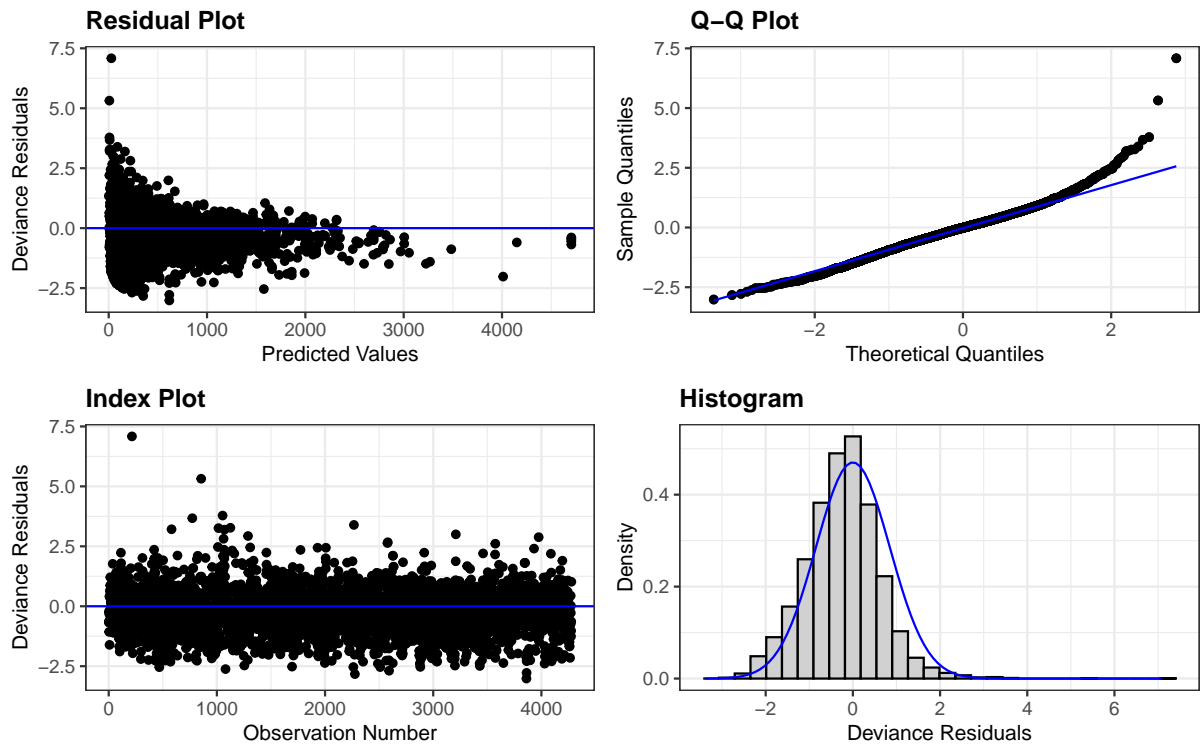 Residual Plot
7.5
5.0
2.5
0.0
−2.5
Deviance Residuals
0 1000 2000 3000 4000
Predicted Values
Q−Q Plot
7.5
5.0
2.5
0.0
−2.5
Sample Quantiles
−2 0 2
Theoretical Quantiles
Index Plot
7.5
5.0
2.5
0.0
−2.5
Deviance Residuals
0 1000 2000 3000 4000
Observation Number
Histogram
0.4
0.2
0.0
Density
−2 0 2 4 6
Deviance Residuals